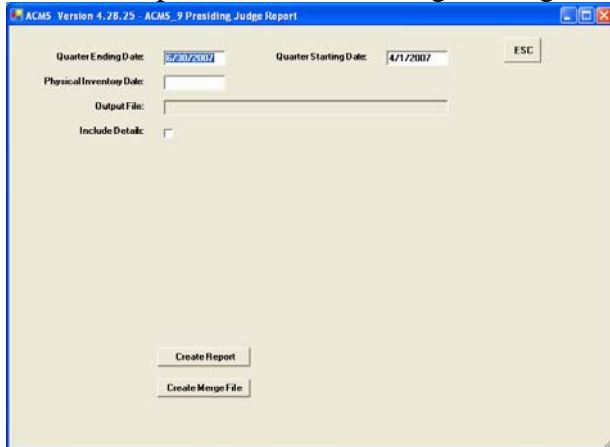 ACMS Version 4.28.25 - ACMS_9 Presiding Judge Report
Quarter Ending Date: 6/30/2007 Quarter Starting Date: 4/1/2007 ESC
Physical Inventory Date:
Output File:
Include Details:
Create Report
Create Merge File